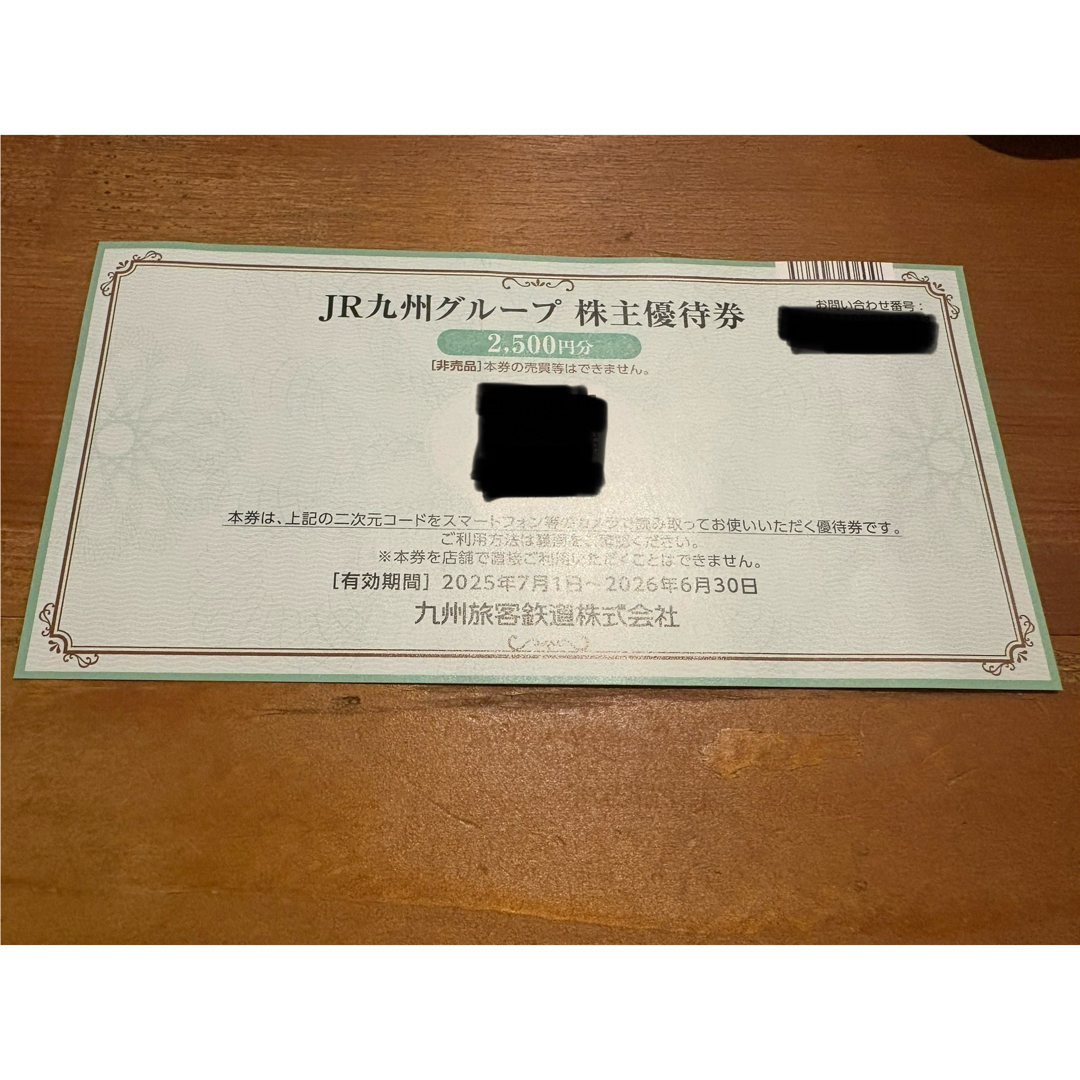 JR九州グループ 株主優待券
お問い合わせ番号：
2,500円分
[非売品]本券の売買等はできません。
本券は、上記の二次元コードをスマートフォン等のカメラで読み取ってお使いいただく優待券です。
ご利用方法は裏面をご確認ください。
※本券を店舗で直接ご利用いただくことはできません。
[有効期間] 2025年7月1日～2026年6月30日
九州旅客鉄道株式会社